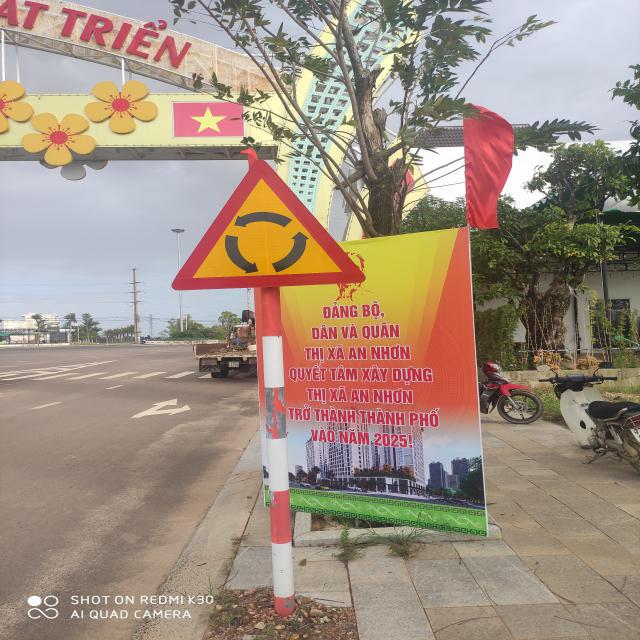 ÁT TRIỂN
ĐẢNG BỘ,
DÂN VÀ QUÂN
THỊ XÃ AN NHƠN
QUYẾT TÂM XÂY DỰNG
THỊ XÃ AN NHƠN
TRỞ THÀNH THÀNH PHỐ
VÀO NĂM 2025!
SHOT ON REDMI K30
AI QUAD CAMERA